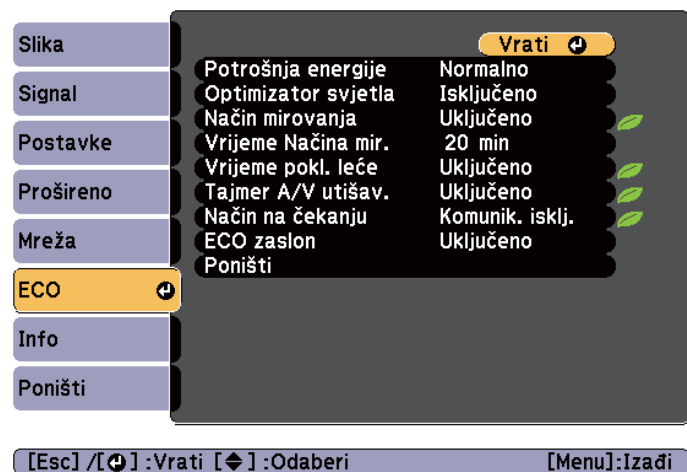 Slika
Signal
Postavke
Prošireno
Mreža
ECO
Info
Poništi
Vrati
Potrošnja energije Normalno
Optimizator svjetla Isključeno
Način mirovanja Uključeno
Vrijeme Načina mir. 20 min
Vrijeme pokl. leće Uključeno
Tajmer A/V utišav. Uključeno
Način na čekanju Komunik. isklj.
ECO zaslon Uključeno
Poništi
[Esc] /[⏎] :Vrati [◆] :Odaberi [Menu]:Izađi